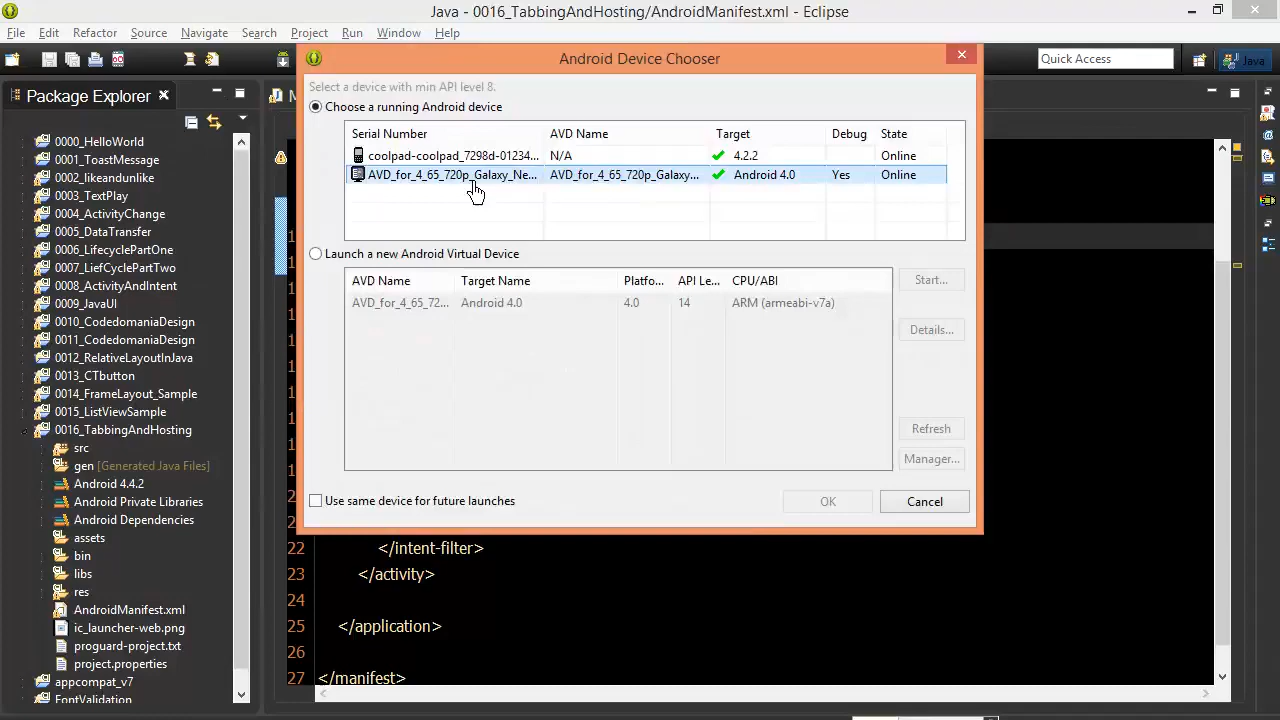 Java - 0016_TabbingAndHosting/AndroidManifest.xml - Eclipse
File Edit Refactor Source Navigate Search Project Run Window Help
Quick Access
Java
Package Explorer
0000_HelloWorld
0001_ToastMessage
0002_likeandunlike
0003_TextPlay
0004_ActivityChange
0005_DataTransfer
0006_LifecyclePartOne
0007_LiefCyclePartTwo
0008_ActivityAndIntent
0009_JavaUI
0010_CodedomaniaDesign
0011_CodedomaniaDesign
0012_RelativeLayoutInJava
0013_CTbutton
0014_FrameLayout_Sample
0015_ListViewSample
0016_TabbingAndHosting
src
gen [Generated Java Files]
Android 4.4.2
Android Private Libraries
Android Dependencies
assets
bin
libs
res
AndroidManifest.xml
ic_launcher-web.png
proguard-project.txt
project.properties
appcompat_v7
FontValidation
Android Device Chooser
Select a device with min API level 8.
Choose a running Android device
Serial Number AVD Name Target Debug State
coolpad-coolpad_7298d-01234... N/A 4.2.2 Online
AVD_for_4_65_720p_Galaxy_Ne... AVD_for_4_65_720p_Galaxy... Android 4.0 Yes Online
Launch a new Android Virtual Device
AVD Name Target Name Platfo... API Le... CPU/ABI
AVD_for_4_65_72... Android 4.0 4.0 14 ARM (armeabi-v7a)
Start...
Details...
Refresh
Manager...
Use same device for future launches
OK Cancel
22 </intent-filter>
23 </activity>
24
25 </application>
26
27 </manifest>